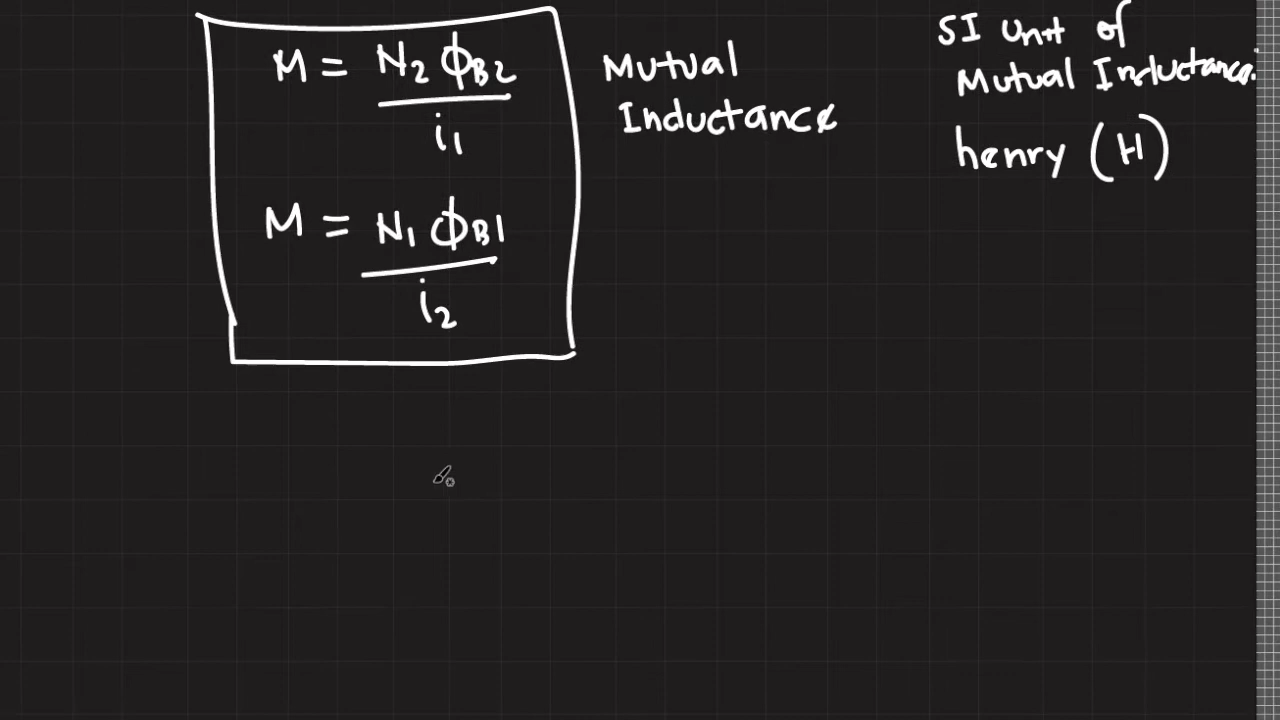 M = N₂ ϕB2 / i₁
Mutual
Inductance
SI Unit of
Mutual Inductance.
henry (H)
M = N₁ ϕB1 / i₂